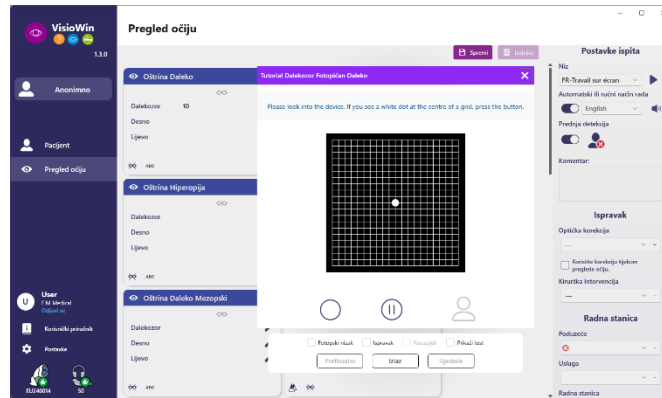 VisioWin
1.3.0
Anonimno
Pacijent
Pregled očiju
User
Odjavi se
Korisnički priručnik
Postavke
EU240014
50
Pregled očiju
Spremi
Izvješće
Oštrina Daleko
Dalekozor 10
Desno
Lijevo
ABC
Oštrina Hiperopija
Dalekozor
Desno
Lijevo
ABC
Oštrina Daleko Mezopski
Dalekozor
Desno
Lijevo
ABC
Tutorial Dalekozor Fotopičan Daleko
Please look into the device. If you see a white dot at the centre of a grid, press the button.
Fotopski nizak
Ispravak
Neuspjeh
Prikaži test
Prethodno
Izlaz
Sljedeće
Postavke ispita
Niz
FR-Travail sur écran
Automatski ili ručni način rada
English
Prednja detekcija
Komentar:
Ispravak
Optička korekcija
---
Koristite korekciju tijekom
pregleda očiju.
Kirurška intervencija
---
Radna stanica
Poduzeće
Usluga
---
Radna stanica